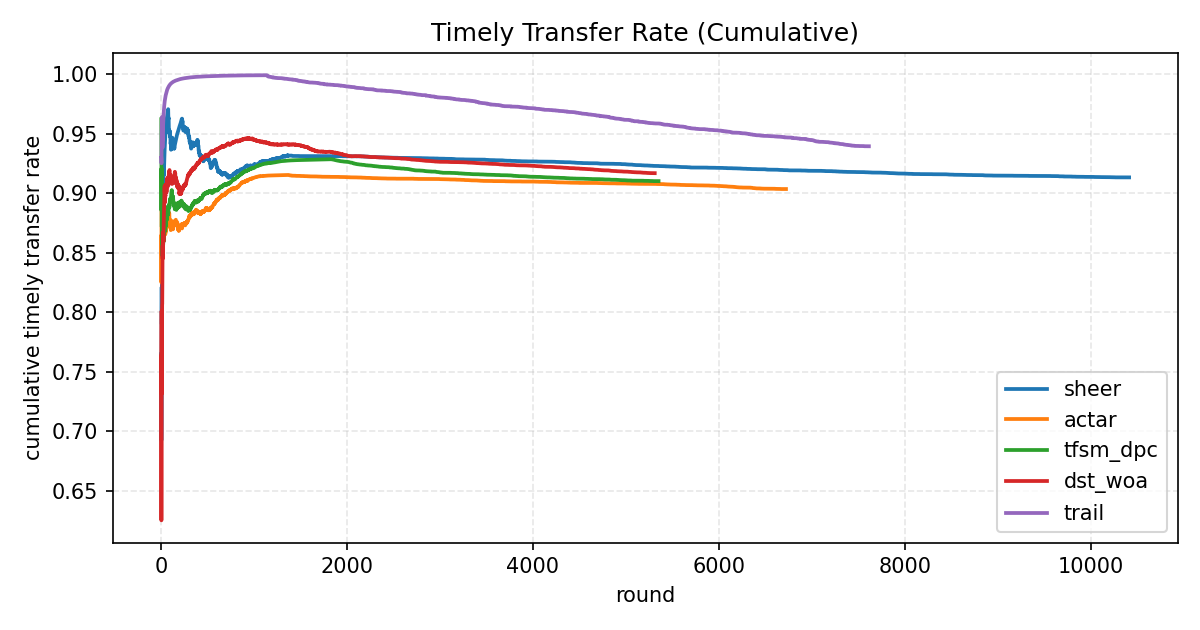 Timely Transfer Rate (Cumulative)
cumulative timely transfer rate
1.00
0.95
0.90
0.85
0.80
0.75
0.70
0.65
sheer
actar
tfsm_dpc
dst_woa
trail
0 2000 4000 6000 8000 10000
round